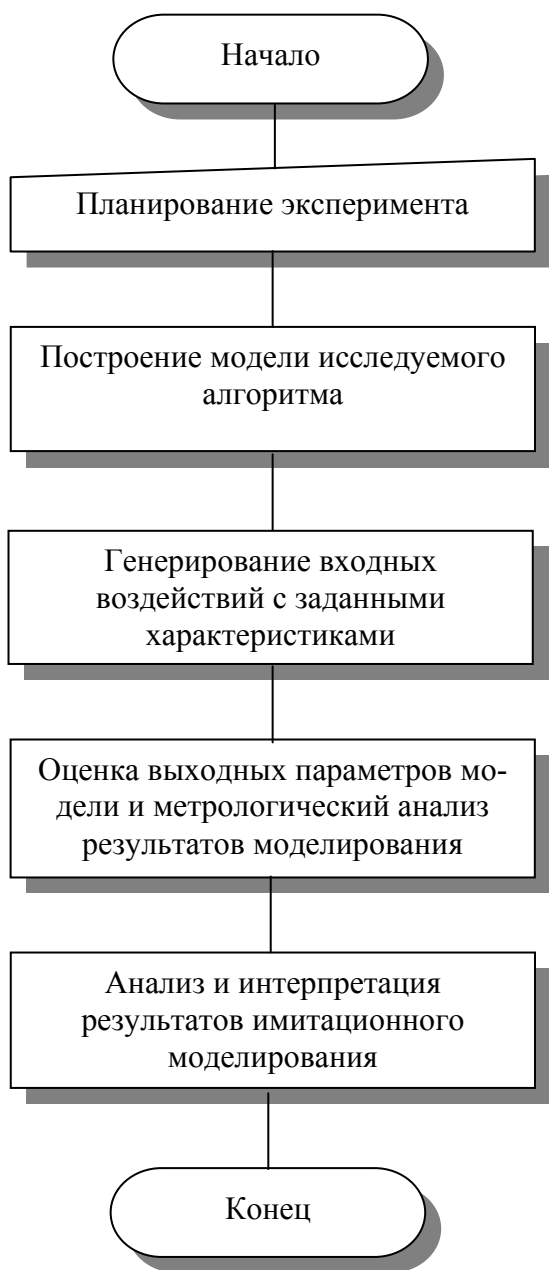 Начало
Планирование эксперимента
Построение модели исследуемого
алгоритма
Генерирование входных
воздействий с заданными
характеристиками
Оценка выходных параметров мо-
дели и метрологический анализ
результатов моделирования
Анализ и интерпретация
результатов имитационного
моделирования
Конец